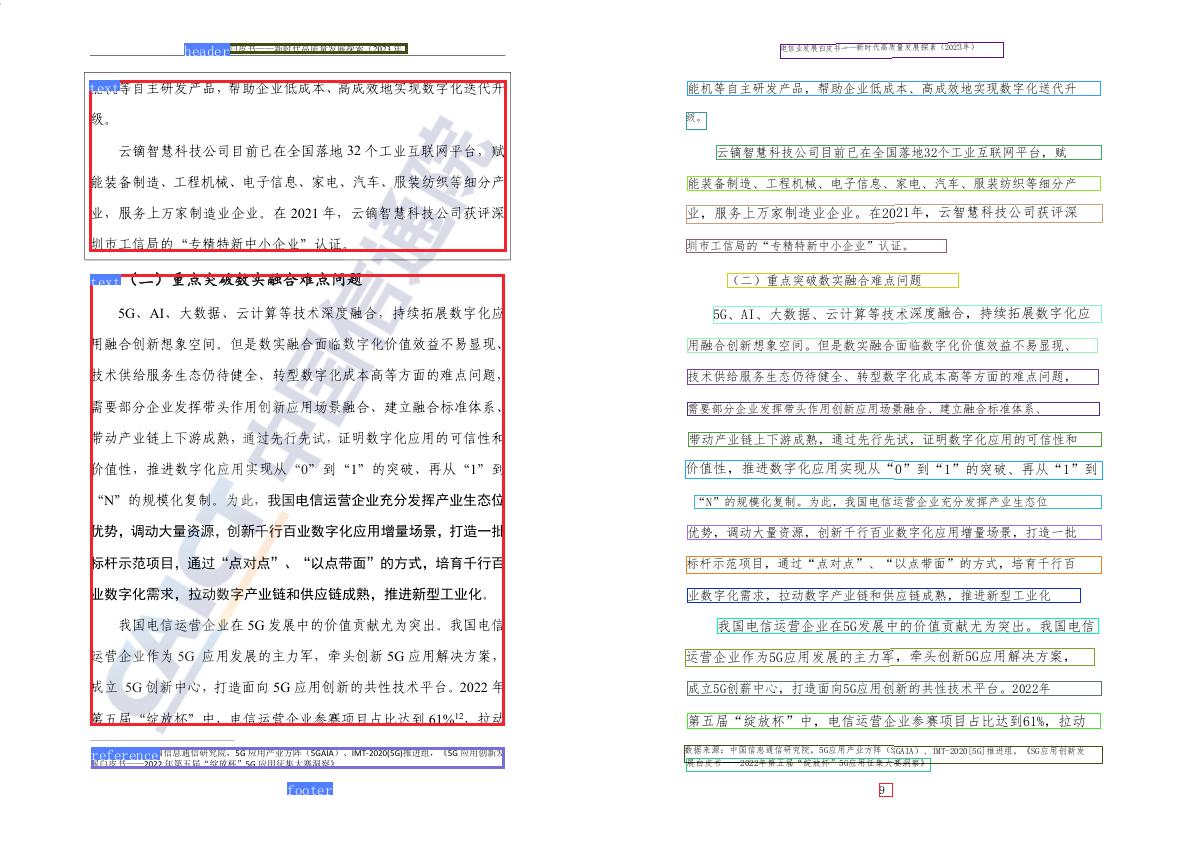 header
白皮书——新时代高质量发展探索（2023 年）
text
能机等自主研发产品，帮助企业低成本、高成效地实现数字化迭代升
级。
云镝智慧科技公司目前已在全国落地 32 个工业互联网平台，赋
能装备制造、工程机械、电子信息、家电、汽车、服装纺织等细分产
业，服务上万家制造业企业。在 2021 年，云镝智慧科技公司获评深
圳市工信局的“专精特新中小企业”认证。
text
（二）重点突破数实融合难点问题
5G、AI、大数据、云计算等技术深度融合，持续拓展数字化应
用融合创新想象空间。但是数实融合面临数字化价值效益不易显现、
技术供给服务生态仍待健全、转型数字化成本高等方面的难点问题，
需要部分企业发挥带头作用创新应用场景融合、建立融合标准体系、
带动产业链上下游成熟，通过先行先试，证明数字化应用的可信性和
价值性，推进数字化应用实现从“0”到“1”的突破、再从“1”到
“N”的规模化复制。为此，我国电信运营企业充分发挥产业生态位
优势，调动大量资源，创新千行百业数字化应用增量场景，打造一批
标杆示范项目，通过“点对点”、“以点带面”的方式，培育千行百
业数字化需求，拉动数字产业链和供应链成熟，推进新型工业化。
我国电信运营企业在 5G 发展中的价值贡献尤为突出。我国电信
运营企业作为 5G 应用发展的主力军，牵头创新 5G 应用解决方案，
成立 5G 创新中心，打造面向 5G 应用创新的共性技术平台。2022 年
第五届“绽放杯”中，电信运营企业参赛项目占比达到 61%12，拉动
reference
信息通信研究院，5G 应用产业方阵（5GAIA）、IMT-2020(5G)推进组，《5G 应用创新发
展白皮书——2022 年第五届“绽放杯”5G 应用征集大赛洞察》
footer
CAICT 中国信通院
电信业发展白皮书——新时代高质量发展探索（2023年）
能机等自主研发产品，帮助企业低成本、高成效地实现数字化迭代升
级。
云镝智慧科技公司目前已在全国落地32个工业互联网平台，赋
能装备制造、工程机械、电子信息、家电、汽车、服装纺织等细分产
业，服务上万家制造业企业。在2021年，云智慧科技公司获评深
圳市工信局的“专精特新中小企业”认证。
（二）重点突破数实融合难点问题
5G、AI、大数据、云计算等技术深度融合，持续拓展数字化应
用融合创新想象空间。但是数实融合面临数字化价值效益不易显现、
技术供给服务生态仍待健全、转型数字化成本高等方面的难点问题，
需要部分企业发挥带头作用创新应用场景融合、建立融合标准体系、
带动产业链上下游成熟，通过先行先试，证明数字化应用的可信性和
价值性，推进数字化应用实现从“0”到“1”的突破、再从“1”到
“N”的规模化复制。为此，我国电信运营企业充分发挥产业生态位
优势，调动大量资源，创新千行百业数字化应用增量场景，打造一批
标杆示范项目，通过“点对点”、“以点带面”的方式，培育千行百
业数字化需求，拉动数字产业链和供应链成熟，推进新型工业化
我国电信运营企业在5G发展中的价值贡献尤为突出。我国电信
运营企业作为5G应用发展的主力军，牵头创新5G应用解决方案，
成立5G创薪中心，打造面向5G应用创新的共性技术平台。2022年
第五届“绽放杯”中，电信运营企业参赛项目占比达到61%，拉动
数据来源：中国信息通信研究院，5G应用产业方阵（SGAIA）、IMT-2020[5G]推进组，《SG应用创新发
展白皮书——2022年第五届“绽放杯”5G应用征集大赛洞察》
9